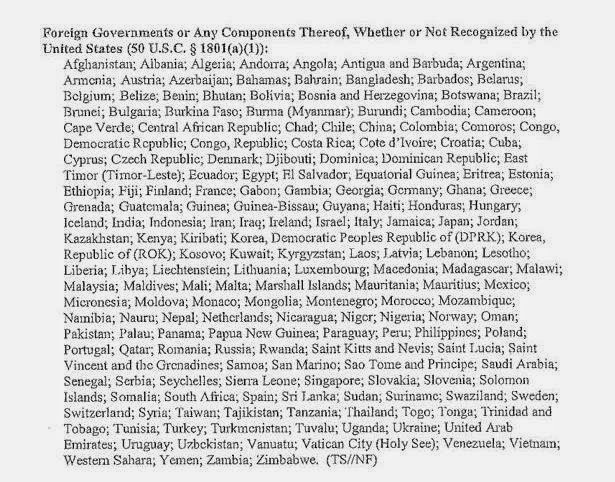 Foreign Governments or Any Components Thereof, Whether or Not Recognized by the
United States (50 U.S.C. § 1801(a)(1)):
Afghanistan; Albania; Algeria; Andorra; Angola; Antigua and Barbuda; Argentina;
Armenia; Austria; Azerbaijan; Bahamas; Bahrain; Bangladesh; Barbados; Belarus;
Belgium; Belize; Benin; Bhutan; Bolivia; Bosnia and Herzegovina; Botswana; Brazil;
Brunei; Bulgaria; Burkina Faso; Burma (Myanmar); Burundi; Cambodia; Cameroon;
Cape Verde; Central African Republic; Chad; Chile; China; Colombia; Comoros; Congo,
Democratic Republic; Congo, Republic; Costa Rica; Cote d'Ivoire; Croatia; Cuba;
Cyprus; Czech Republic; Denmark; Djibouti; Dominica; Dominican Republic; East
Timor (Timor-Leste); Ecuador; Egypt; El Salvador; Equatorial Guinea; Eritrea; Estonia;
Ethiopia; Fiji; Finland; France; Gabon; Gambia; Georgia; Germany; Ghana; Greece;
Grenada; Guatemala; Guinea; Guinea-Bissau; Guyana; Haiti; Honduras; Hungary;
Iceland; India; Indonesia; Iran; Iraq; Ireland; Israel; Italy; Jamaica; Japan; Jordan;
Kazakhstan; Kenya; Kiribati; Korea, Democratic Peoples Republic of (DPRK); Korea,
Republic of (ROK); Kosovo; Kuwait; Kyrgyzstan; Laos; Latvia; Lebanon; Lesotho;
Liberia; Libya; Liechtenstein; Lithuania; Luxembourg; Macedonia; Madagascar; Malawi;
Malaysia; Maldives; Mali; Malta; Marshall Islands; Mauritania; Mauritius; Mexico;
Micronesia; Moldova; Monaco; Mongolia; Montenegro; Morocco; Mozambique;
Namibia; Nauru; Nepal; Netherlands; Nicaragua; Niger; Nigeria; Norway; Oman;
Pakistan; Palau; Panama; Papua New Guinea; Paraguay; Peru; Philippines; Poland;
Portugal; Qatar; Romania; Russia; Rwanda; Saint Kitts and Nevis; Saint Lucia; Saint
Vincent and the Grenadines; Samoa; San Marino; Sao Tome and Principe; Saudi Arabia;
Senegal; Serbia; Seychelles; Sierra Leone; Singapore; Slovakia; Slovenia; Solomon
Islands; Somalia; South Africa; Spain; Sri Lanka; Sudan; Suriname; Swaziland; Sweden;
Switzerland; Syria; Taiwan; Tajikistan; Tanzania; Thailand; Togo; Tonga; Trinidad and
Tobago; Tunisia; Turkey; Turkmenistan; Tuvalu; Uganda; Ukraine; United Arab
Emirates; Uruguay; Uzbekistan; Vanuatu; Vatican City (Holy See); Venezuela; Vietnam;
Western Sahara; Yemen; Zambia; Zimbabwe. (TS//NF)